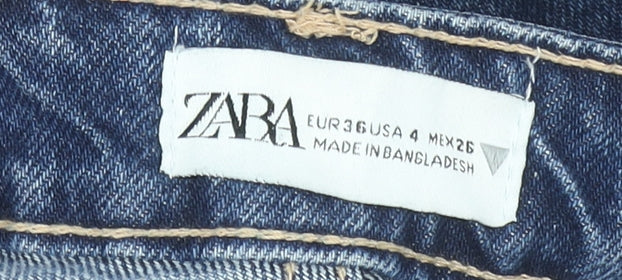 ZARA
EUR 36 USA 4 MEX 26
MADE IN BANGLADESH